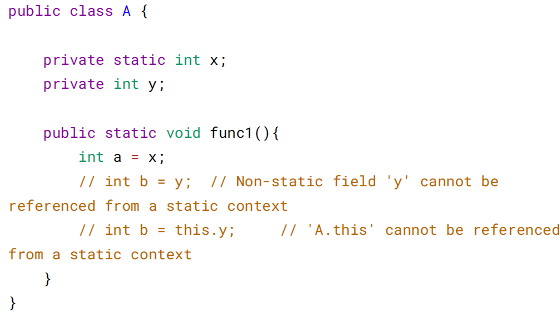 public class A {
private static int x;
private int y;
public static void func1(){
int a = x;
// int b = y;  // Non-static field 'y' cannot be
referenced from a static context
// int b = this.y;     // 'A.this' cannot be referenced
from a static context
}
}